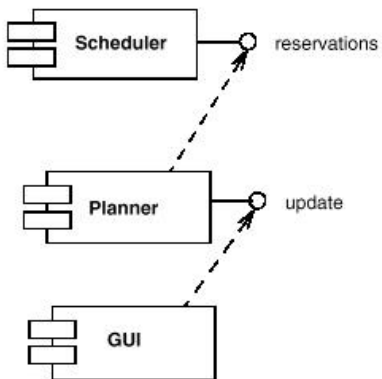 Scheduler
reservations
Planner
update
GUI